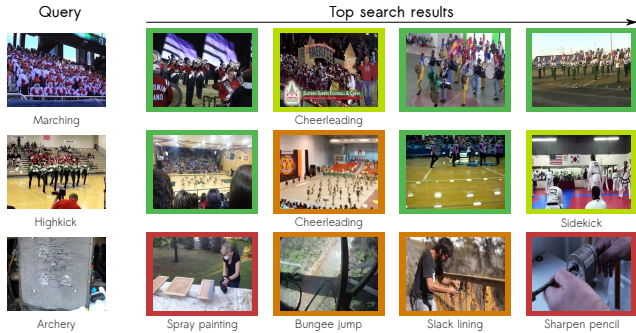 Query
Top search results
Marching
Cheerleading
Highkick
Cheerleading
Sidekick
Archery
Spray painting
Bungee jump
Slack lining
Sharpen pencil